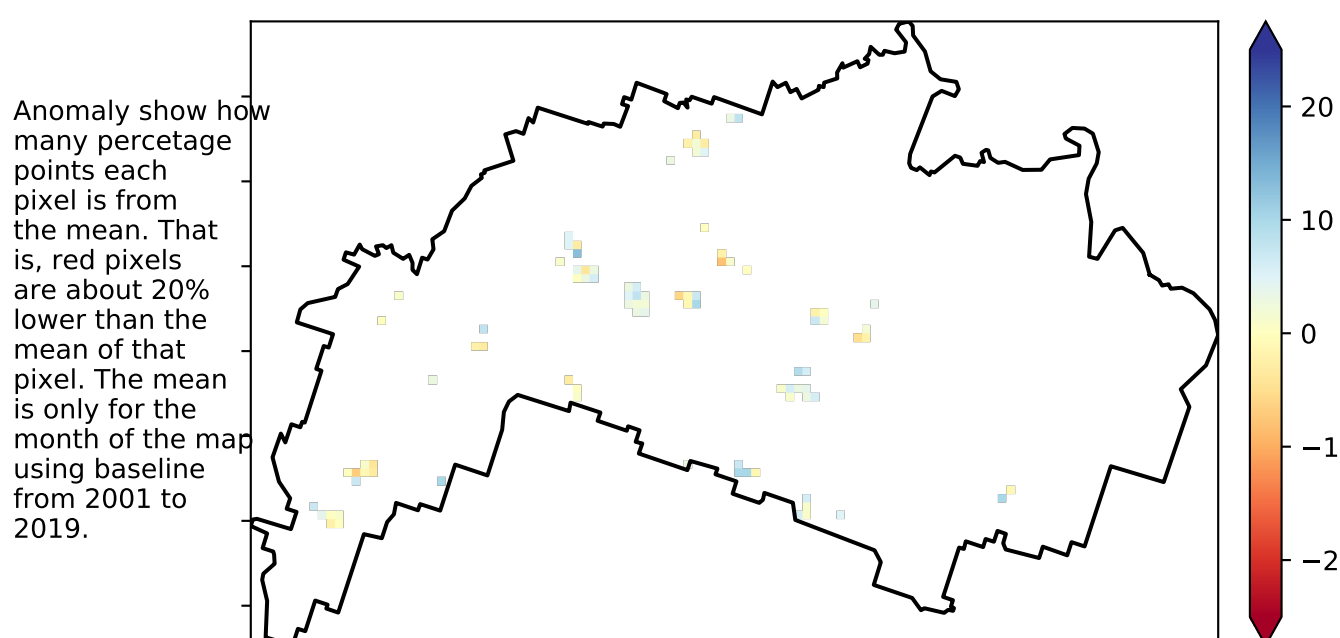 Anomaly show how
many percetage
points each
pixel is from
the mean. That
is, red pixels
are about 20%
lower than the
mean of that
pixel. The mean
is only for the
month of the map
using baseline
from 2001 to
2019.
20
10
0
−1
−2